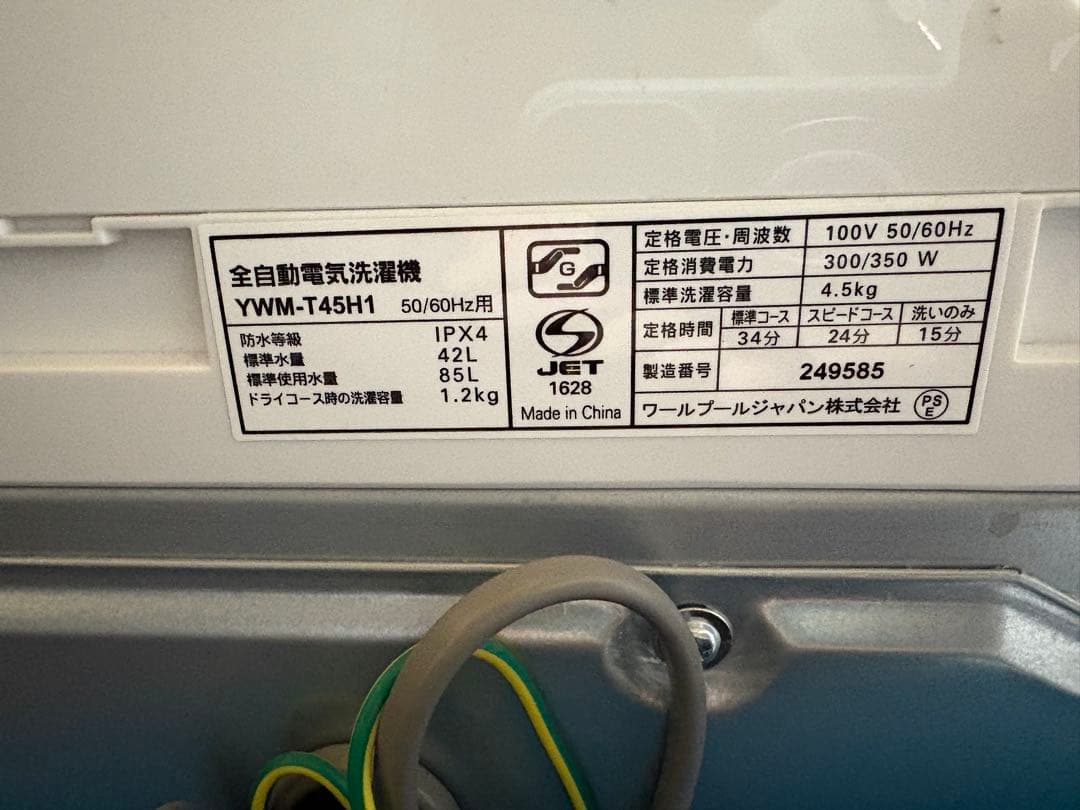 全自動電気洗濯機
YWM-T45H1 50/60Hz用
防水等級 IPX4
標準水量 42L
標準使用水量 85L
ドライコース時の洗濯容量 1.2kg
G
S
JET
1628
Made in China
定格電圧・周波数 100V 50/60Hz
定格消費電力 300/350 W
標準洗濯容量 4.5kg
定格時間 標準コース スピードコース 洗いのみ
34分 24分 15分
製造番号 249585
ワールプールジャパン株式会社 PS
E